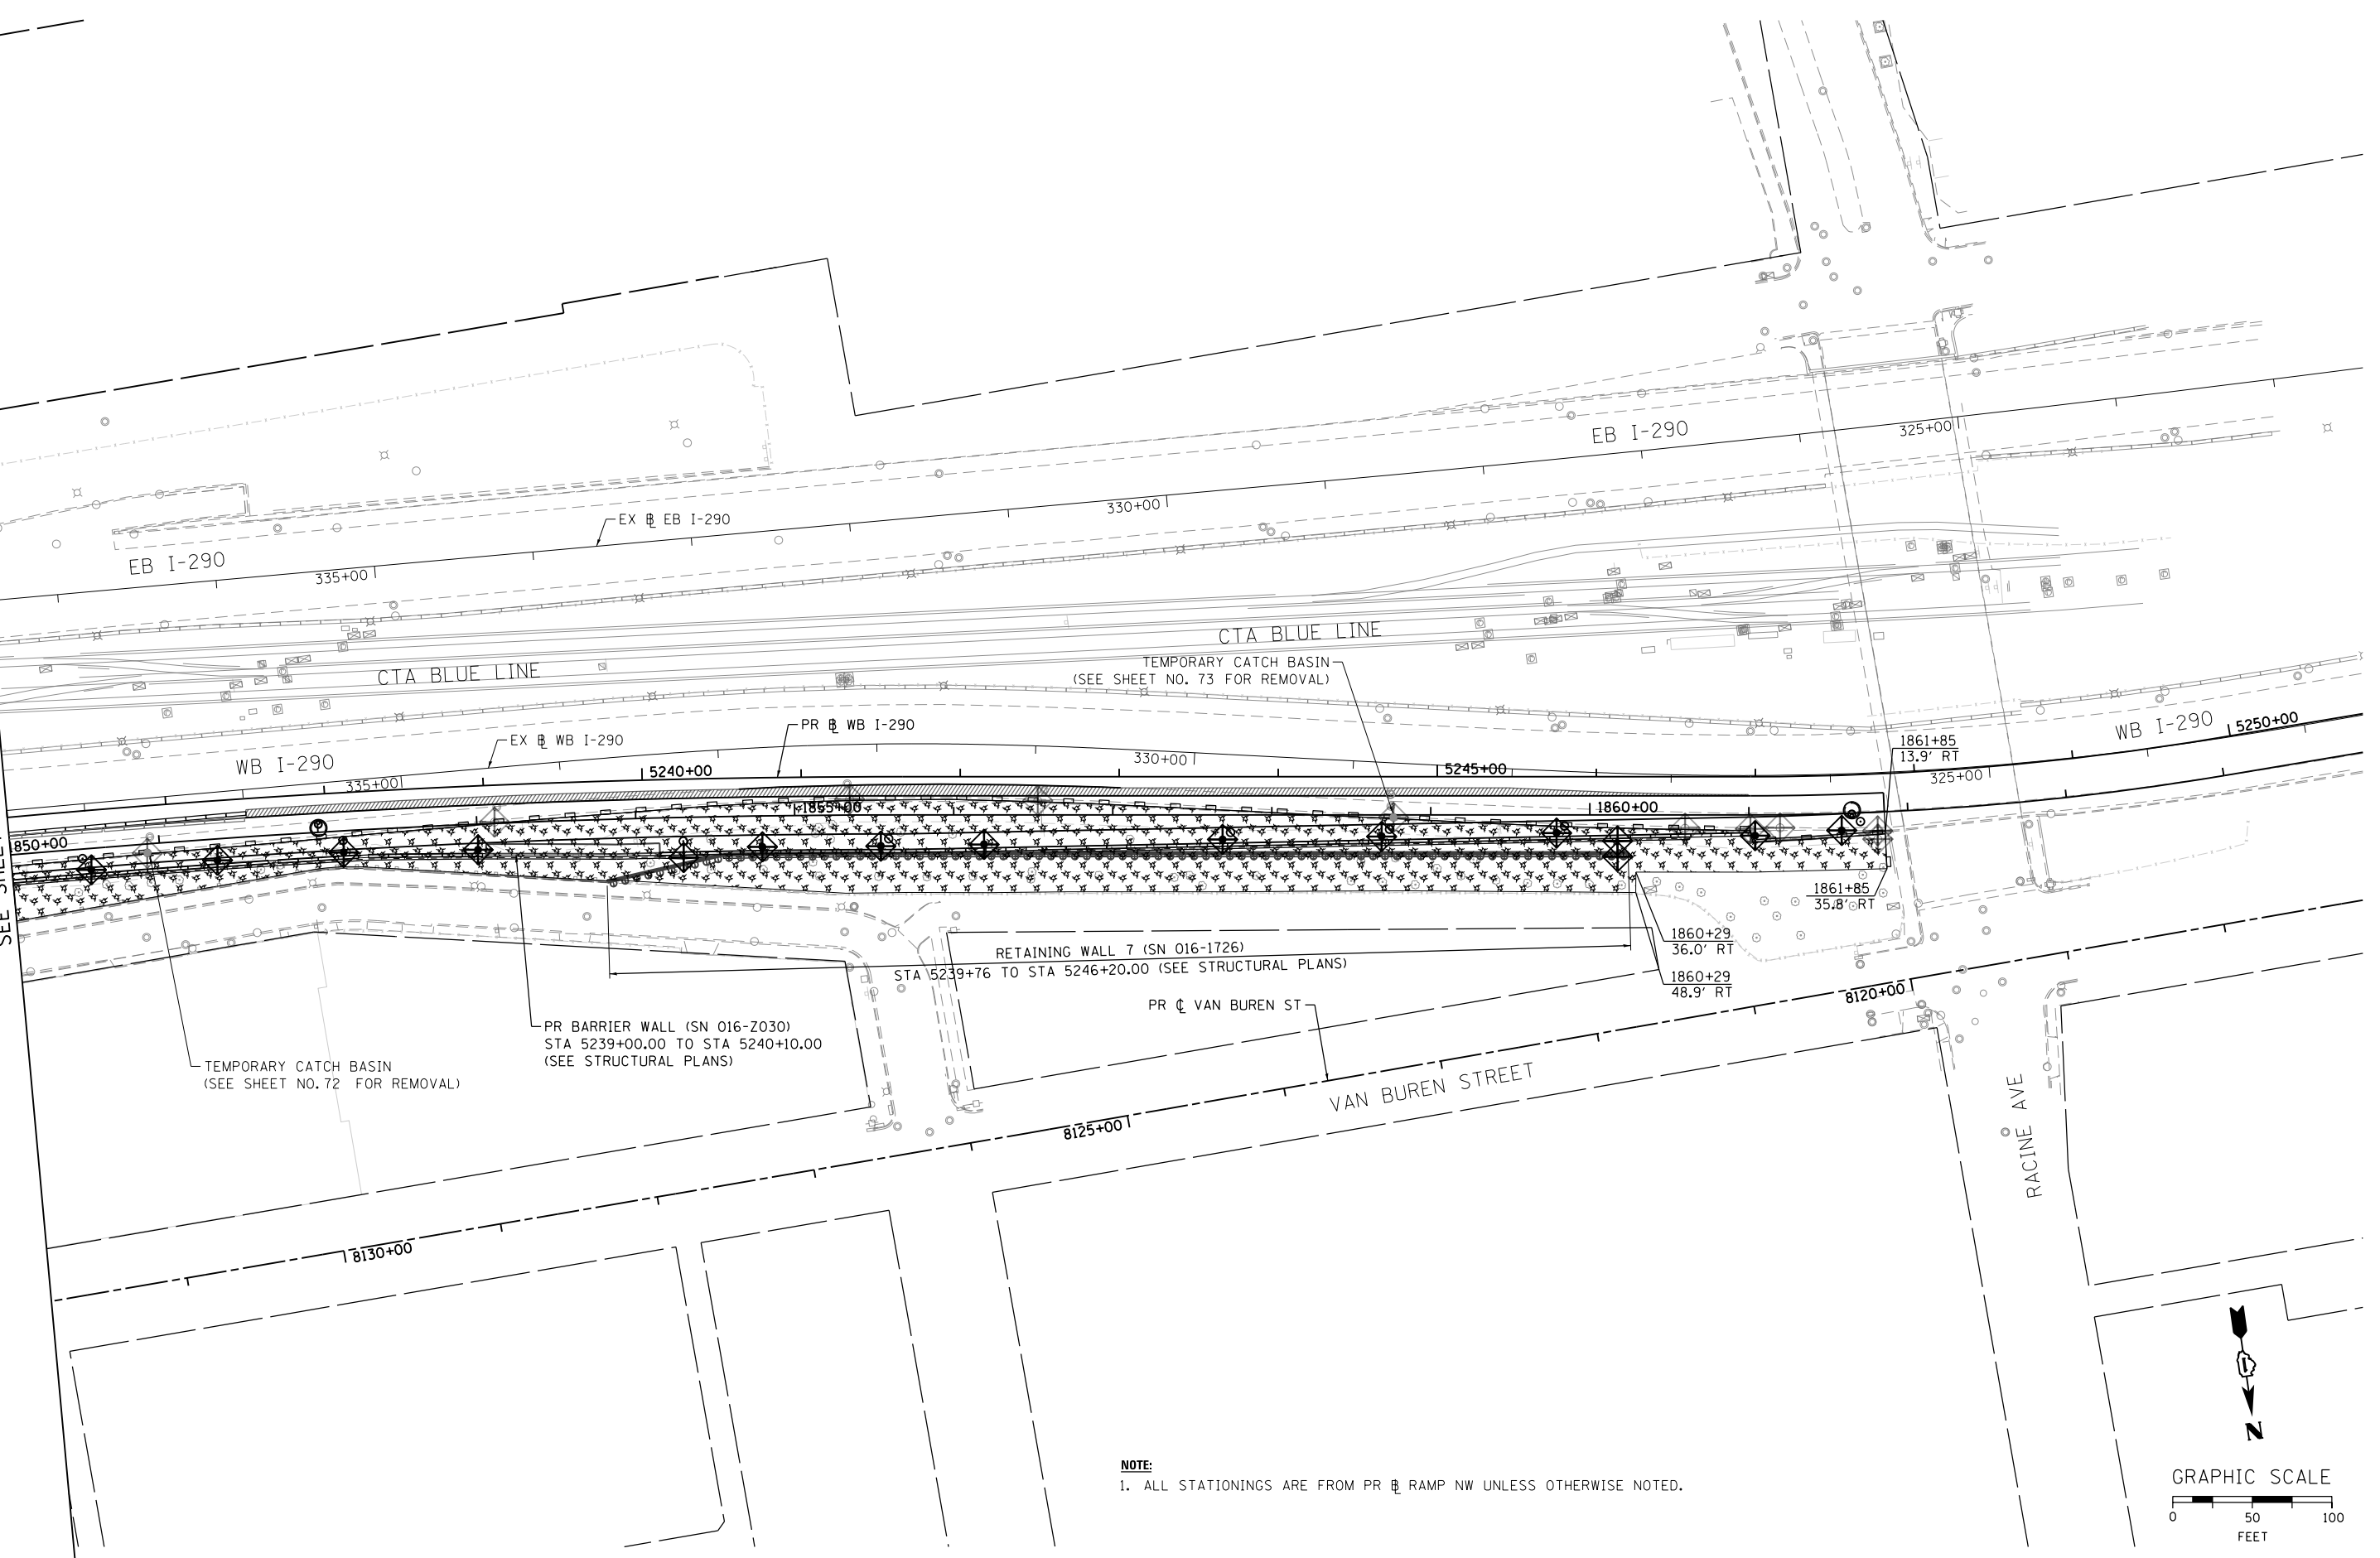 325+00
EB I-290
330+00
EX BL EB I-290
EB I-290
335+00
CTA BLUE LINE
TEMPORARY CATCH BASIN
(SEE SHEET NO. 73 FOR REMOVAL)
CTA BLUE LINE
PR BL WB I-290
EX BL WB I-290
WB I-290
5250+00
WB I-290
1861+85
13.9' RT
330+00
5240+00
5245+00
325+00
335+00
1855+00
1860+00
850+00
1861+85
35.8' RT
1860+29
36.0' RT
RETAINING WALL 7 (SN 016-1726)
STA 5239+76 TO STA 5246+20.00 (SEE STRUCTURAL PLANS)
1860+29
48.9' RT
8120+00
PR CL VAN BUREN ST
PR BARRIER WALL (SN 016-Z030)
STA 5239+00.00 TO STA 5240+10.00
(SEE STRUCTURAL PLANS)
TEMPORARY CATCH BASIN
(SEE SHEET NO. 72 FOR REMOVAL)
VAN BUREN STREET
8125+00
RACINE AVE
8130+00
N
NOTE:
1. ALL STATIONINGS ARE FROM PR BL RAMP NW UNLESS OTHERWISE NOTED.
GRAPHIC SCALE
0 50 100
FEET